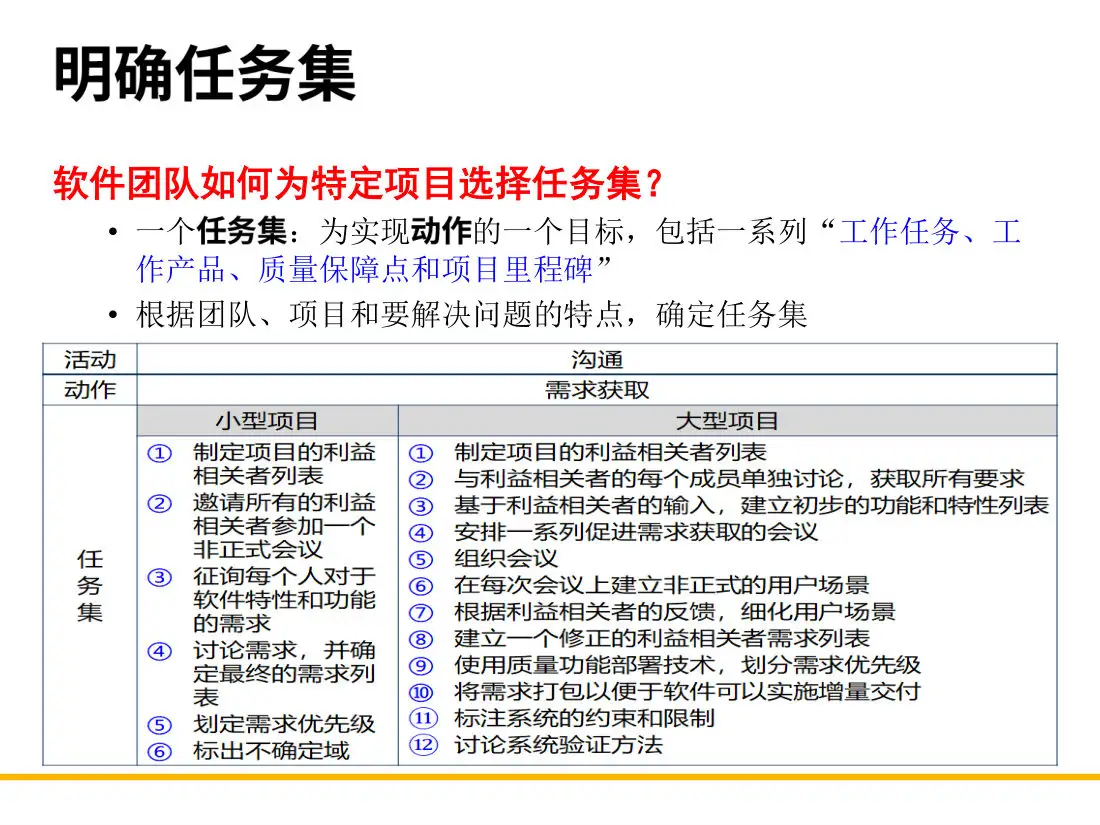 明确任务集
软件团队如何为特定项目选择任务集？
• 一个任务集：为实现动作的一个目标，包括一系列“工作任务、工
作产品、质量保障点和项目里程碑”
• 根据团队、项目和要解决问题的特点，确定任务集
活动 沟通
动作 需求获取
任
务
集
小型项目
① 制定项目的利益
相关者列表
② 邀请所有的利益
相关者参加一个
非正式会议
③ 征询每个人对于
软件特性和功能
的需求
④ 讨论需求，并确
定最终的需求列
表
⑤ 划定需求优先级
⑥ 标出不确定域
大型项目
① 制定项目的利益相关者列表
② 与利益相关者的每个成员单独讨论，获取所有要求
③ 基于利益相关者的输入，建立初步的功能和特性列表
④ 安排一系列促进需求获取的会议
⑤ 组织会议
⑥ 在每次会议上建立非正式的用户场景
⑦ 根据利益相关者的反馈，细化用户场景
⑧ 建立一个修正的利益相关者需求列表
⑨ 使用质量功能部署技术，划分需求优先级
⑩ 将需求打包以便于软件可以实施增量交付
⑪ 标注系统的约束和限制
⑫ 讨论系统验证方法